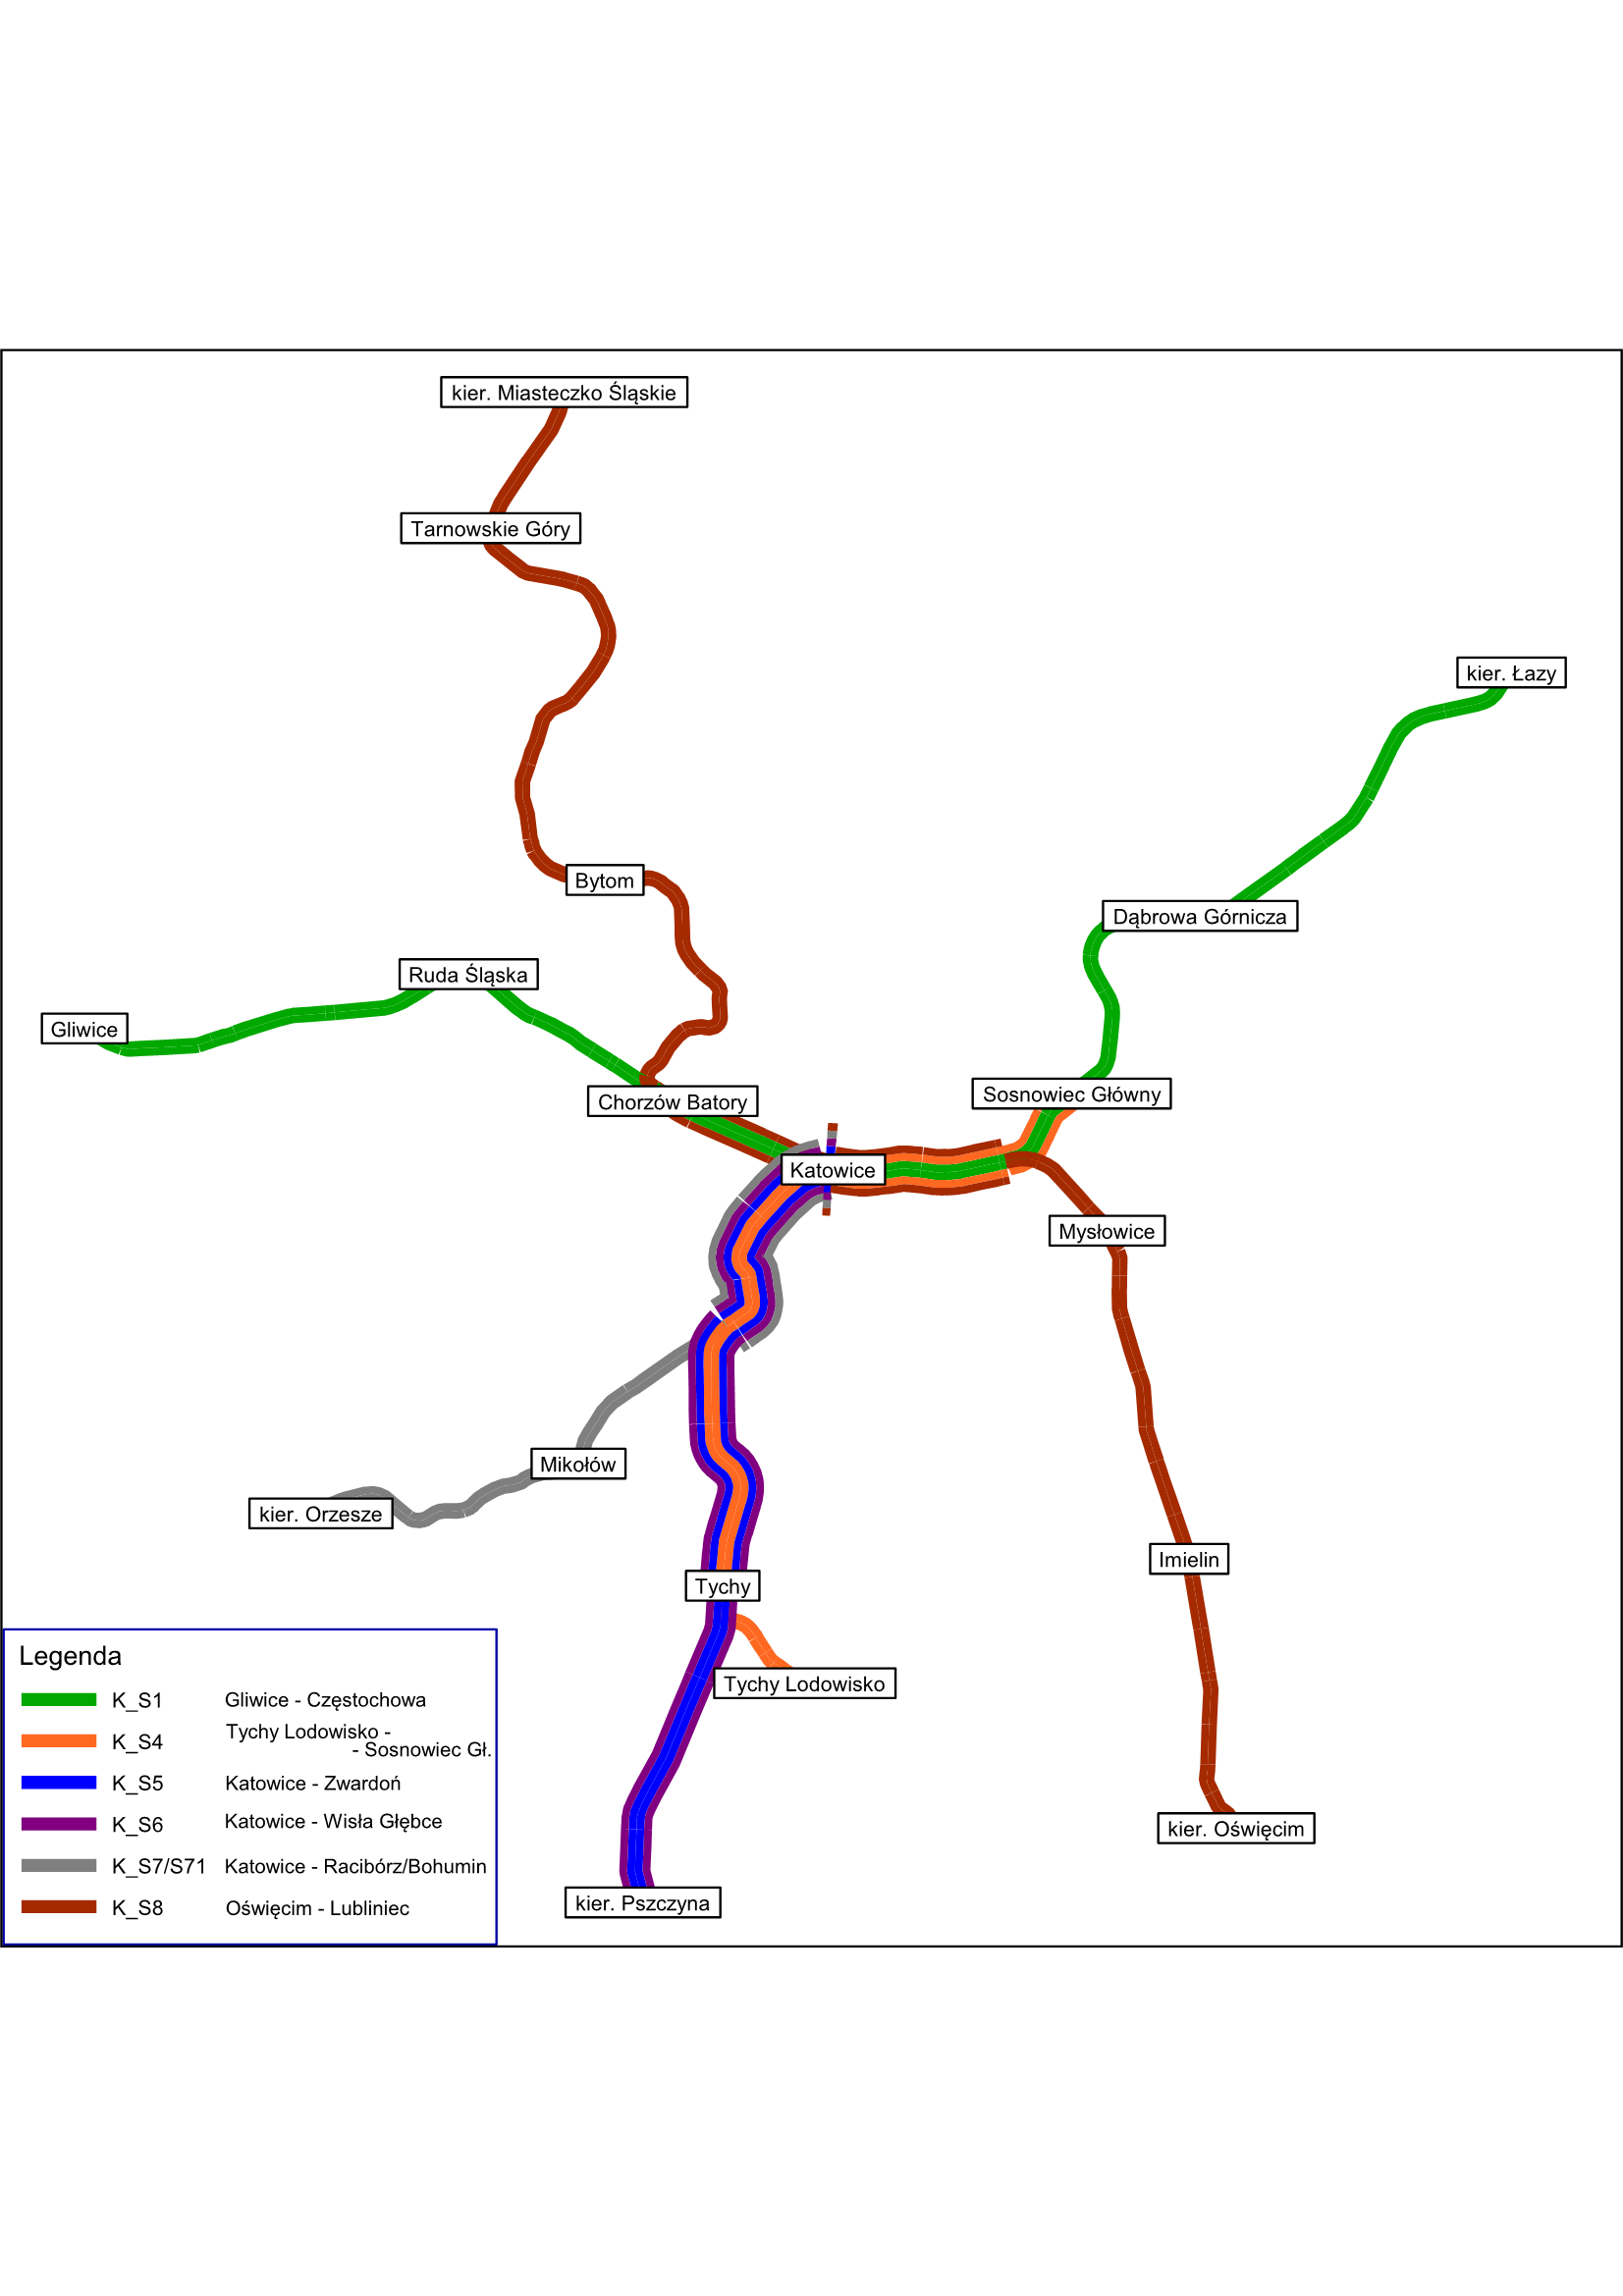 kier. Miasteczko Śląskie
Tarnowskie Góry
kier. Łazy
Bytom
Dąbrowa Górnicza
Ruda Śląska
Gliwice
Sosnowiec Główny
Chorzów Batory
Katowice
Mysłowice
Mikołów
kier. Orzesze
Imielin
Tychy
Tychy Lodowisko
kier. Oświęcim
kier. Pszczyna
Legenda
K_S1 Gliwice - Częstochowa
K_S4 Tychy Lodowisko -
- Sosnowiec Gł.
K_S5 Katowice - Zwardoń
K_S6 Katowice - Wisła Głębce
K_S7/S71 Katowice - Racibórz/Bohumin
K_S8 Oświęcim - Lubliniec